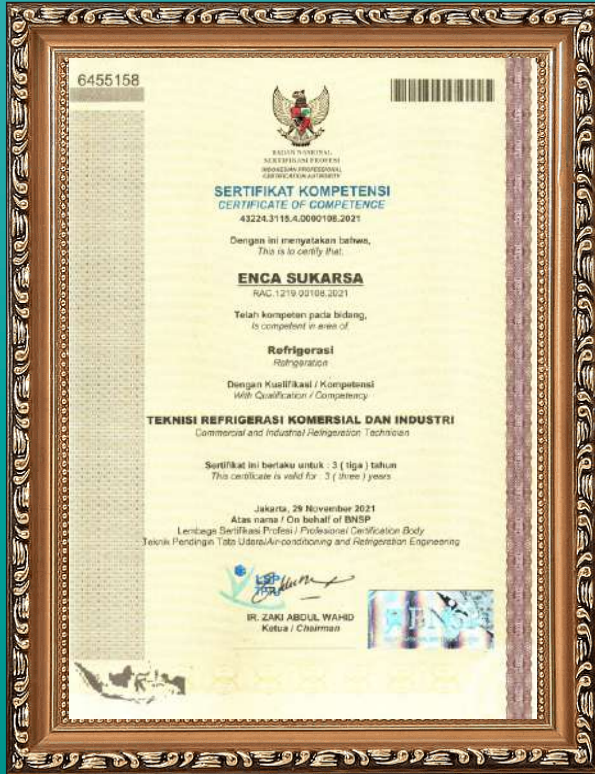 6455158
BADAN NASIONAL
SERTIFIKASI PROFESI
INDONESIAN PROFESSIONAL
CERTIFICATION AUTHORITY
SERTIFIKAT KOMPETENSI
CERTIFICATE OF COMPETENCE
43224.3115.4.0000108.2021
Dengan ini menyatakan bahwa,
This is to certify that,
ENCA SUKARSA
RAC.1219.00108.2021
Telah kompeten pada bidang,
Is competent in area of
Refrigerasi
Refrigeration
Dengan Kualifikasi / Kompetensi
With Qualification / Competency
TEKNISI REFRIGERASI KOMERSIAL DAN INDUSTRI
Commercial and Industrial Refrigeration Technician
Sertifikat ini berlaku untuk : 3 ( tiga ) tahun
This certificate is valid for : 3 ( three ) years
Jakarta, 29 November 2021
Atas nama / On behalf of BNSP
Lembaga Sertifikasi Profesi / Profesional Certification Body
Teknik Pendingin Tata Udara/Air-conditioning and Refrigeration Engineering
LSP
IR. ZAKI ABDUL WAHID
Ketua / Chairman
BNSP